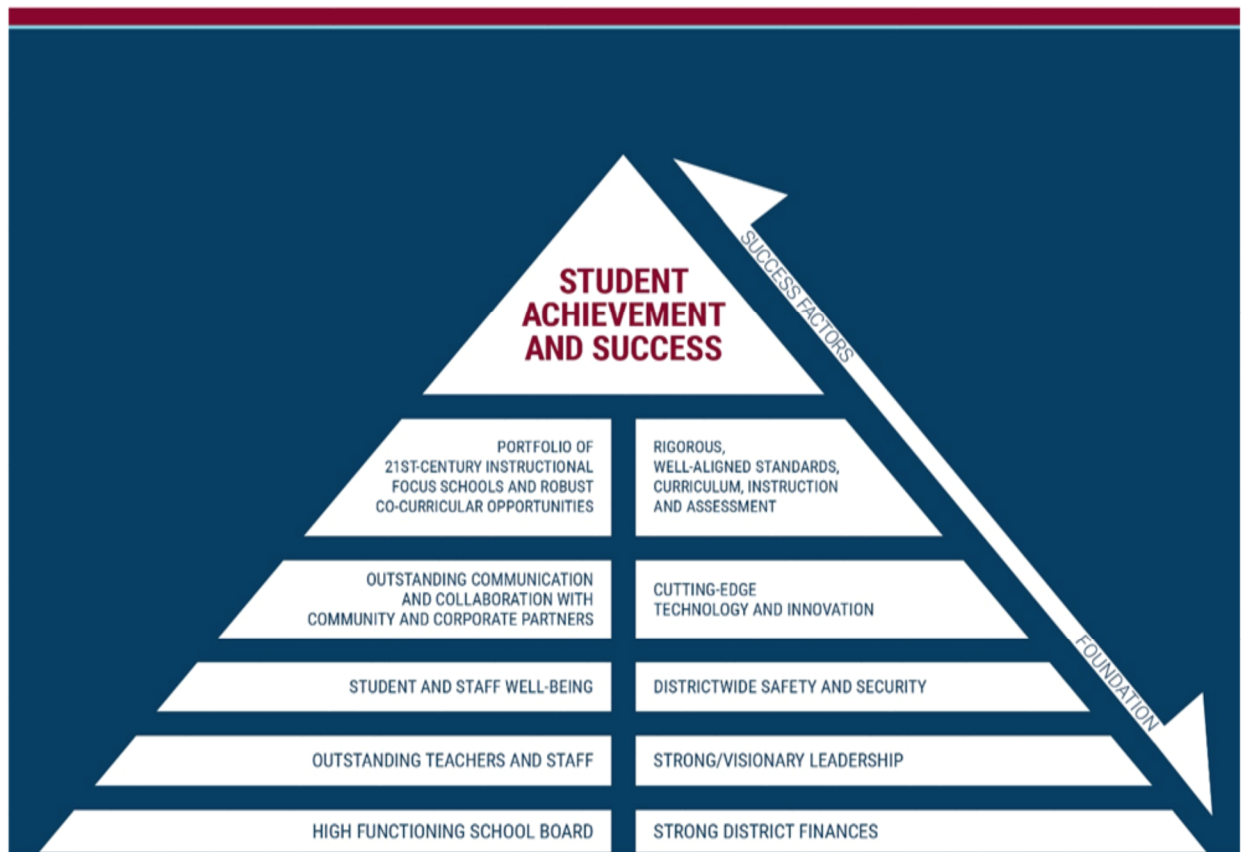 STUDENT
ACHIEVEMENT
AND SUCCESS
SUCCESS FACTORS
PORTFOLIO OF
21ST-CENTURY INSTRUCTIONAL
FOCUS SCHOOLS AND ROBUST
CO-CURRICULAR OPPORTUNITIES
RIGOROUS,
WELL-ALIGNED STANDARDS,
CURRICULUM, INSTRUCTION
AND ASSESSMENT
OUTSTANDING COMMUNICATION
AND COLLABORATION WITH
COMMUNITY AND CORPORATE PARTNERS
CUTTING-EDGE
TECHNOLOGY AND INNOVATION
STUDENT AND STAFF WELL-BEING
DISTRICTWIDE SAFETY AND SECURITY
FOUNDATION
OUTSTANDING TEACHERS AND STAFF
STRONG/VISIONARY LEADERSHIP
HIGH FUNCTIONING SCHOOL BOARD
STRONG DISTRICT FINANCES